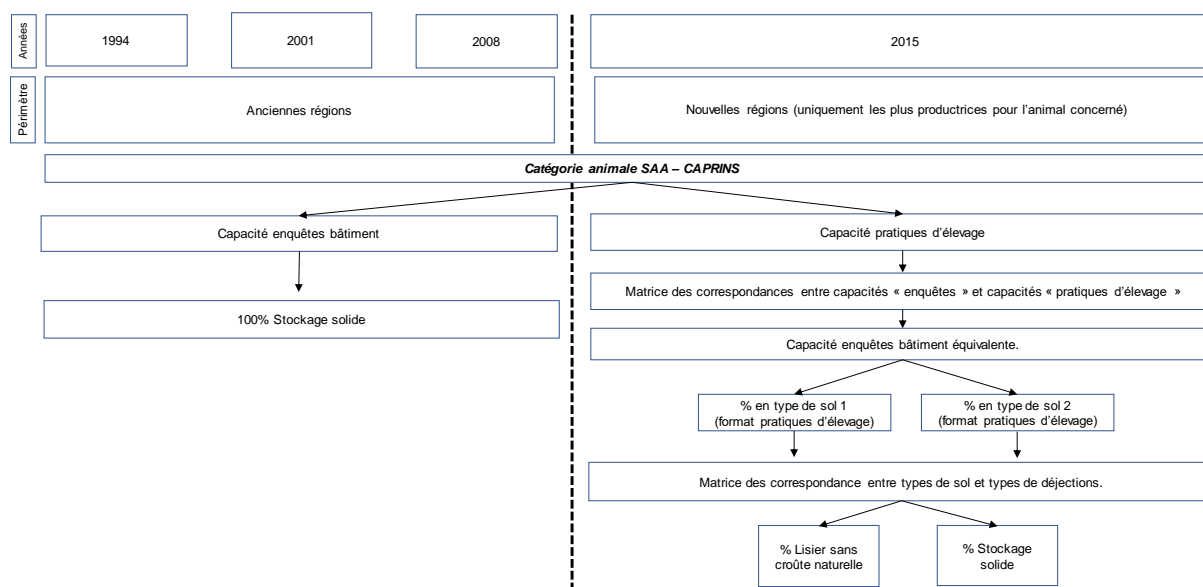 Années
1994
2001
2008
2015
Périmètre
Anciennes régions
Nouvelles régions (uniquement les plus productrices pour l'animal concerné)
Catégorie animale SAA – CAPRINS
Capacité enquêtes bâtiment
Capacité pratiques d'élevage
Matrice des correspondances entre capacités « enquêtes » et capacités « pratiques d'élevage »
100% Stockage solide
Capacité enquêtes bâtiment équivalente.
% en type de sol 1
(format pratiques d'élevage)
% en type de sol 2
(format pratiques d'élevage)
Matrice des correspondance entre types de sol et types de déjections.
% Lisier sans
croûte naturelle
% Stockage
solide